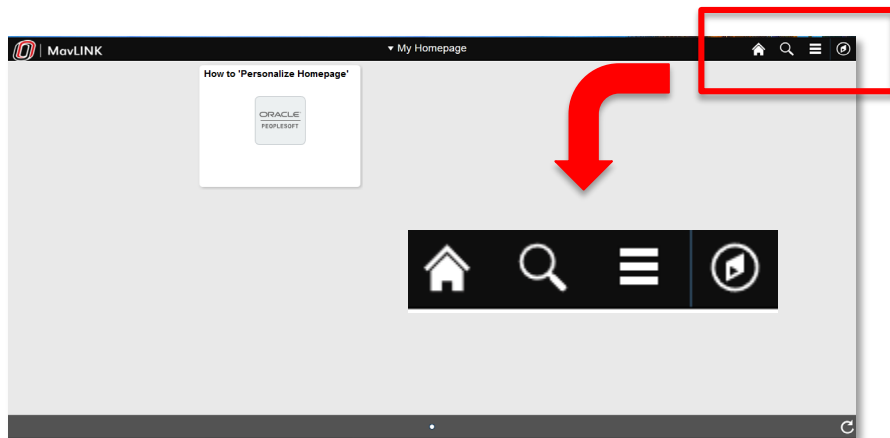 O | MavLINK
My Homepage
How to 'Personalize Homepage'
ORACLE'
PEOPLESOFT